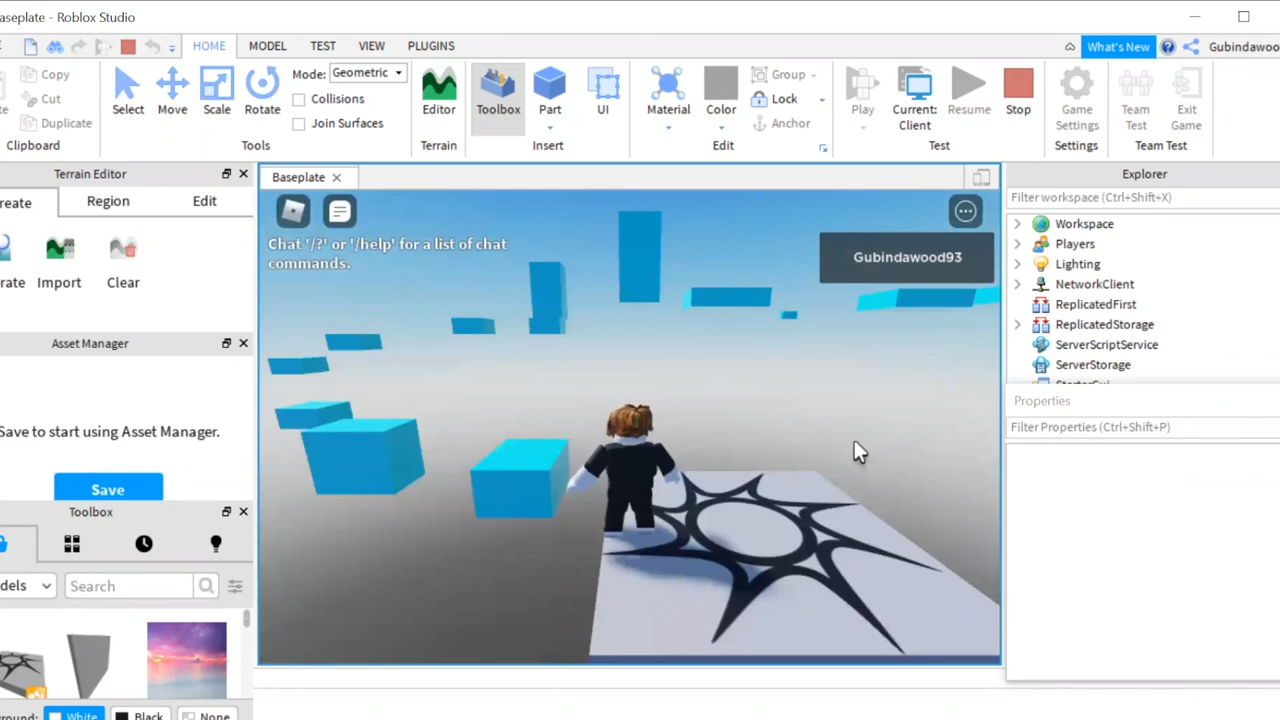 aseplate - Roblox Studio
HOME MODEL TEST VIEW PLUGINS
What's New
Gubindawoo
Copy
Cut
Duplicate
Clipboard
Select
Move
Scale
Rotate
Mode: Geometric
Collisions
Join Surfaces
Tools
Editor
Terrain
Toolbox
Part
UI
Insert
Material
Color
Group
Lock
Anchor
Edit
Play
Current:
Client
Resume
Stop
Test
Game
Settings
Settings
Team
Test
Exit
Game
Team Test
Terrain Editor
reate Region Edit
rate Import Clear
Asset Manager
Save to start using Asset Manager.
Save
Toolbox
dels
Search
round: White Black None
Baseplate
Chat '/?' or '/help' for a list of chat
commands.
Gubindawood93
Explorer
Filter workspace (Ctrl+Shift+X)
Workspace
Players
Lighting
NetworkClient
ReplicatedFirst
ReplicatedStorage
ServerScriptService
ServerStorage
StarterGui
Properties
Filter Properties (Ctrl+Shift+P)